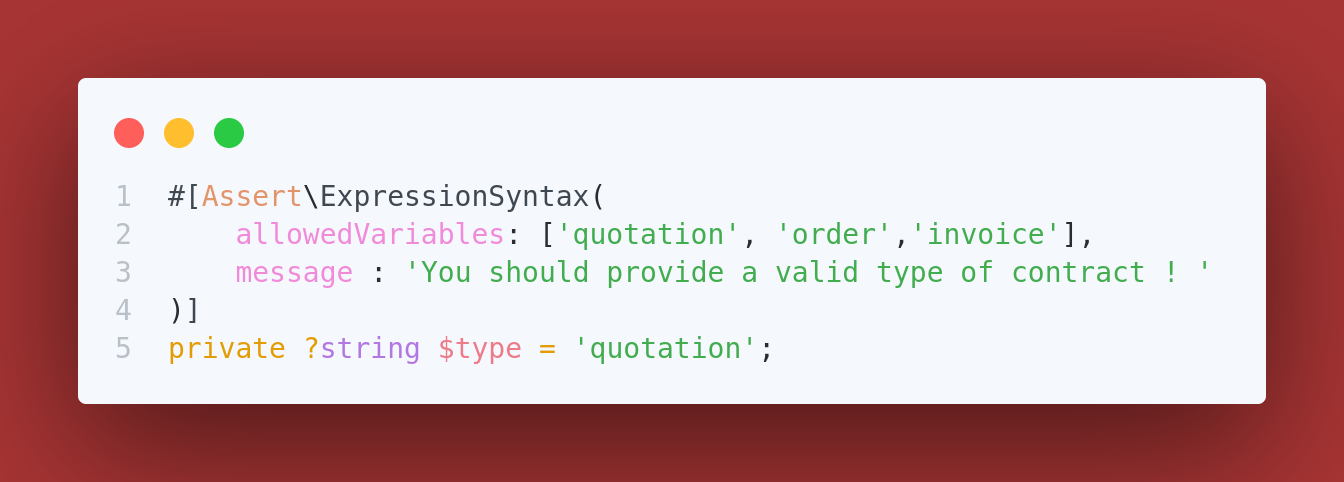 1 #[Assert\ExpressionSyntax(
2     allowedVariables: ['quotation', 'order','invoice'],
3     message : 'You should provide a valid type of contract ! '
4 )]
5 private ?string $type = 'quotation';